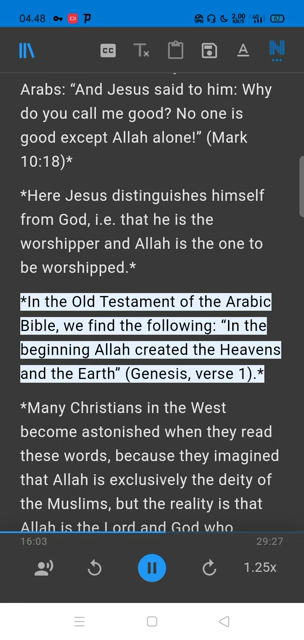 04.48
2,00
KB/S
4G
Arabs: “And Jesus said to him: Why
do you call me good? No one is
good except Allah alone!” (Mark
10:18)*
*Here Jesus distinguishes himself
from God, i.e. that he is the
worshipper and Allah is the one to
be worshipped.*
*In the Old Testament of the Arabic
Bible, we find the following: “In the
beginning Allah created the Heavens
and the Earth” (Genesis, verse 1).*
*Many Christians in the West
become astonished when they read
these words, because they imagined
that Allah is exclusively the deity of
the Muslims, but the reality is that
Allah is the Lord and God who
16:03
29:27
1.25x